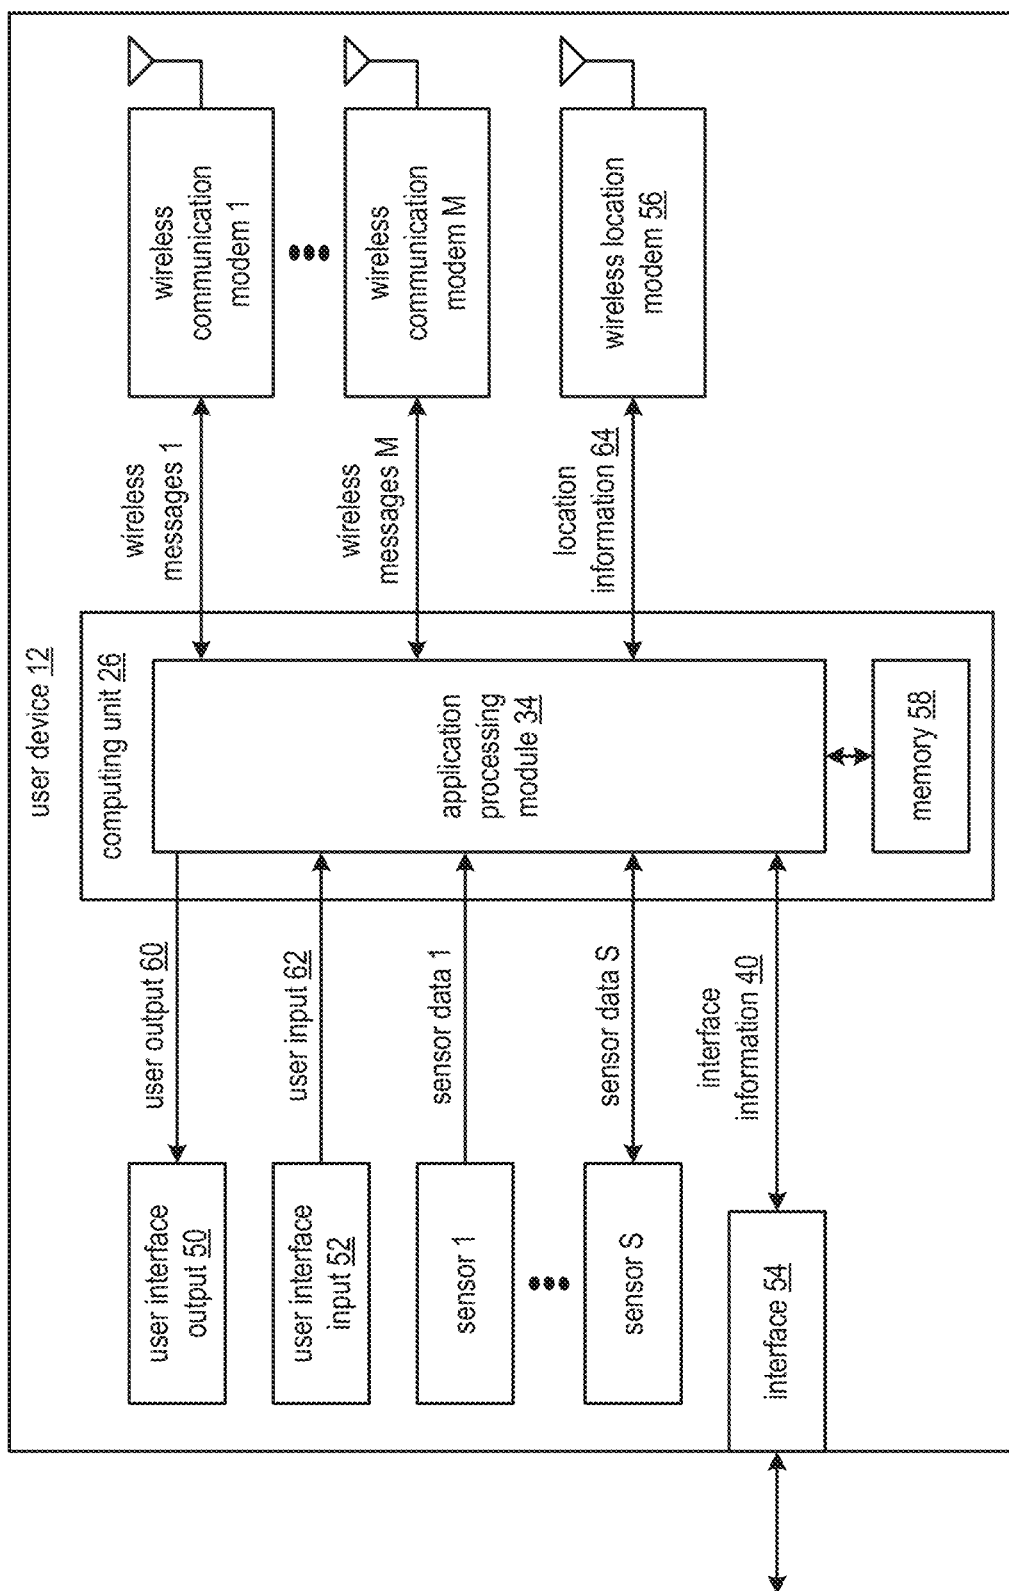 user device 12
computing unit 26
user interface
output 50
user output 60
user interface
input 52
user input 62
sensor 1
sensor data 1
sensor S
sensor data S
interface 54
interface
information 40
application
processing
module 34
memory 58
wireless
messages 1
wireless
communication
modem 1
wireless
messages M
wireless
communication
modem M
location
information 64
wireless location
modem 56